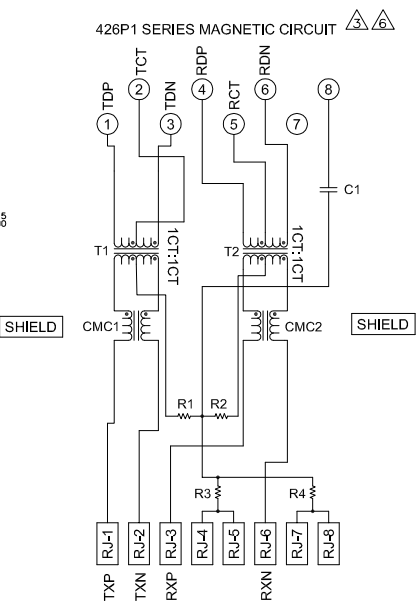 426P1 SERIES MAGNETIC CIRCUIT 3 6
TDP
TCT
TDN
RDP
RCT
RDN
1
2
3
4
5
6
7
8
C1
T1
1CT:1CT
T2
1CT:1CT
SHIELD
CMC1
CMC2
SHIELD
R1
R2
R3
R4
RJ-1
RJ-2
RJ-3
RJ-4
RJ-5
RJ-6
RJ-7
RJ-8
TXP
TXN
RXP
RXN